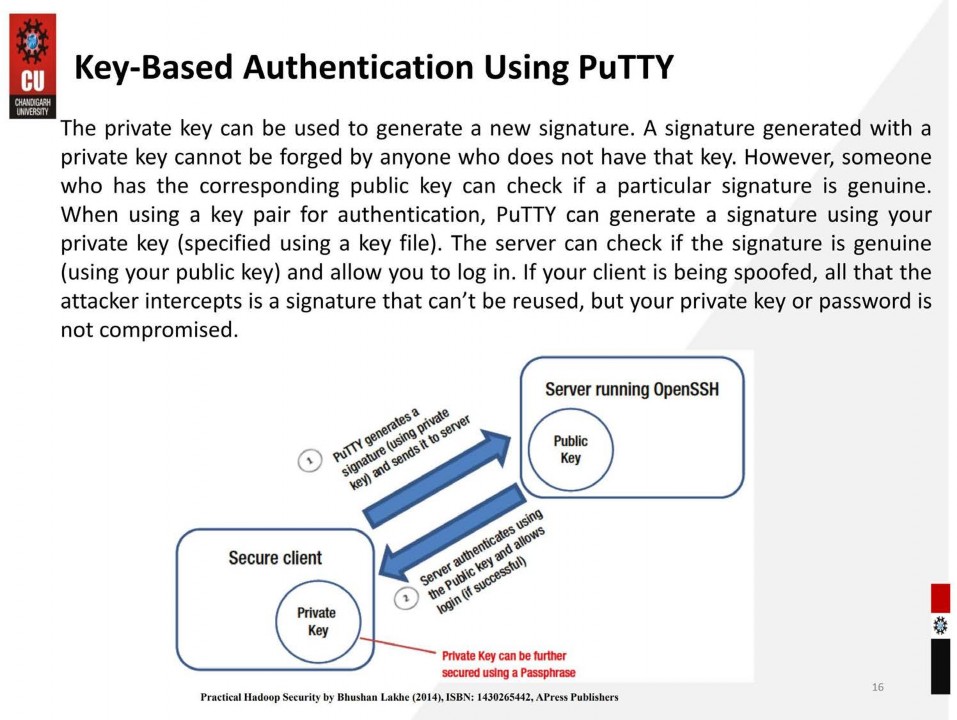 CU
CHANDIGARH
UNIVERSITY
Key-Based Authentication Using PuTTY
The private key can be used to generate a new signature. A signature generated with a
private key cannot be forged by anyone who does not have that key. However, someone
who has the corresponding public key can check if a particular signature is genuine.
When using a key pair for authentication, PuTTY can generate a signature using your
private key (specified using a key file). The server can check if the signature is genuine
(using your public key) and allow you to log in. If your client is being spoofed, all that the
attacker intercepts is a signature that can’t be reused, but your private key or password is
not compromised.
Server running OpenSSH
Public
Key
1
PuTTY generates a
signature (using private
key) and sends it to server
Secure client
Private
Key
2
Server authenticates using
the Public key and allows
login (if successful)
Private Key can be further
secured using a Passphrase
Practical Hadoop Security by Bhushan Lakhe (2014), ISBN: 1430265442, APress Publishers
16